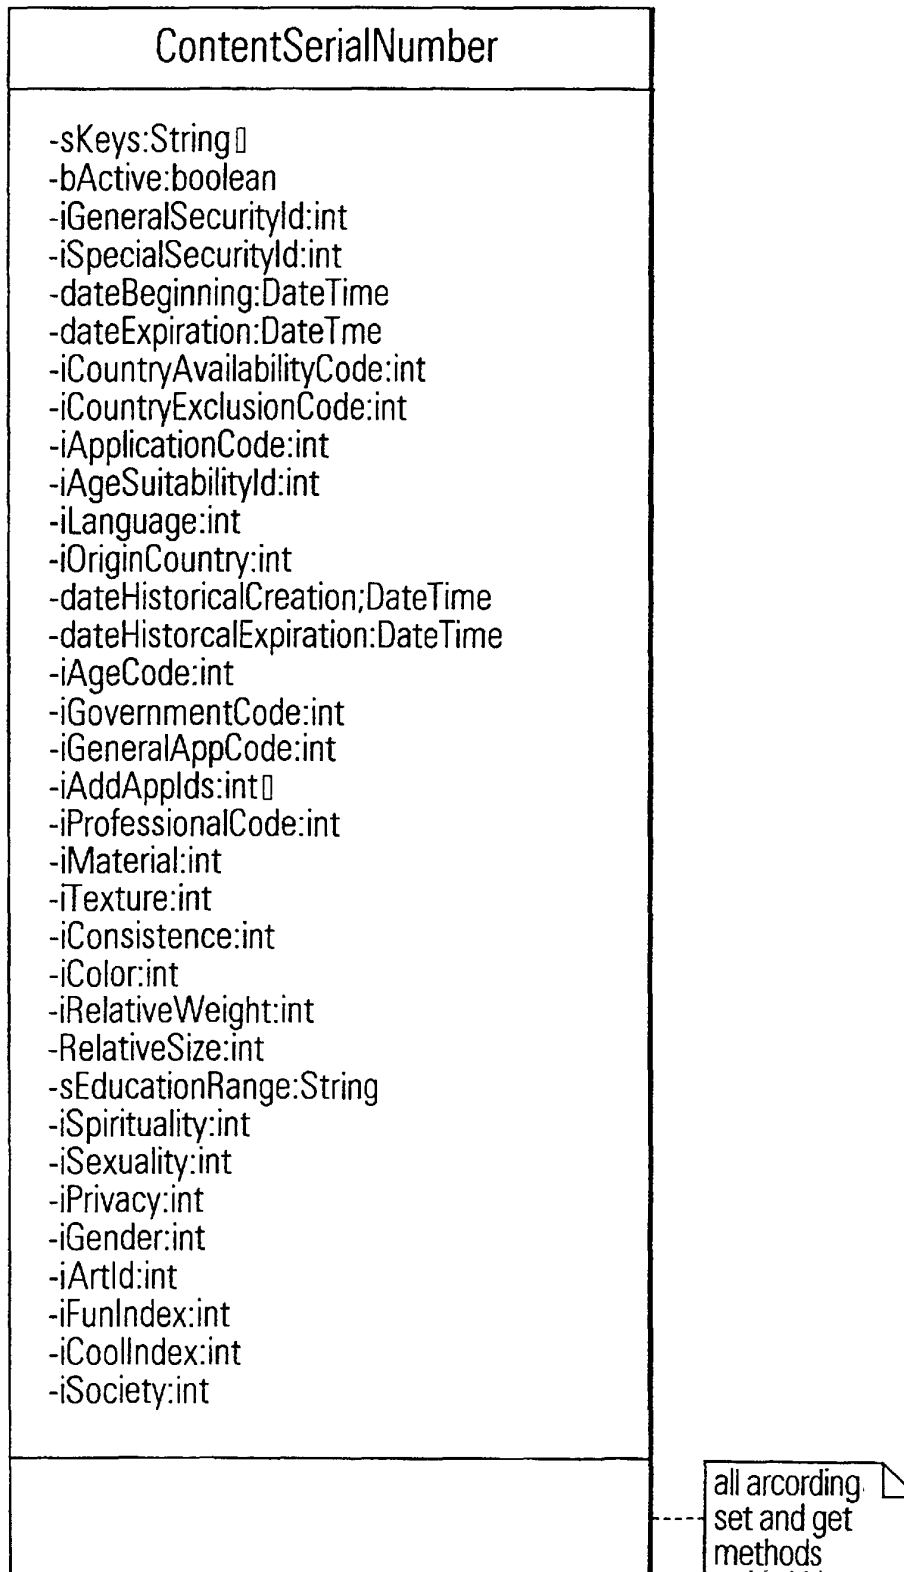 ContentSerialNumber
-sKeys:String[]
-bActive:boolean
-iGeneralSecurityId:int
-iSpecialSecurityId:int
-dateBeginning:DateTime
-dateExpiration:DateTme
-iCountryAvailabilityCode:int
-iCountryExclusionCode:int
-iApplicationCode:int
-iAgeSuitabilityId:int
-iLanguage:int
-iOriginCountry:int
-dateHistoricalCreation;DateTime
-dateHistorcalExpiration:DateTime
-iAgeCode:int
-iGovernmentCode:int
-iGeneralAppCode:int
-iAddAppIds:int[]
-iProfessionalCode:int
-iMaterial:int
-iTexture:int
-iConsistence:int
-iColor:int
-iRelativeWeight:int
-RelativeSize:int
-sEducationRange:String
-iSpirituality:int
-iSexuality:int
-iPrivacy:int
-iGender:int
-iArtId:int
-iFunIndex:int
-iCoolIndex:int
-iSociety:int
all arcording
set and get
methods